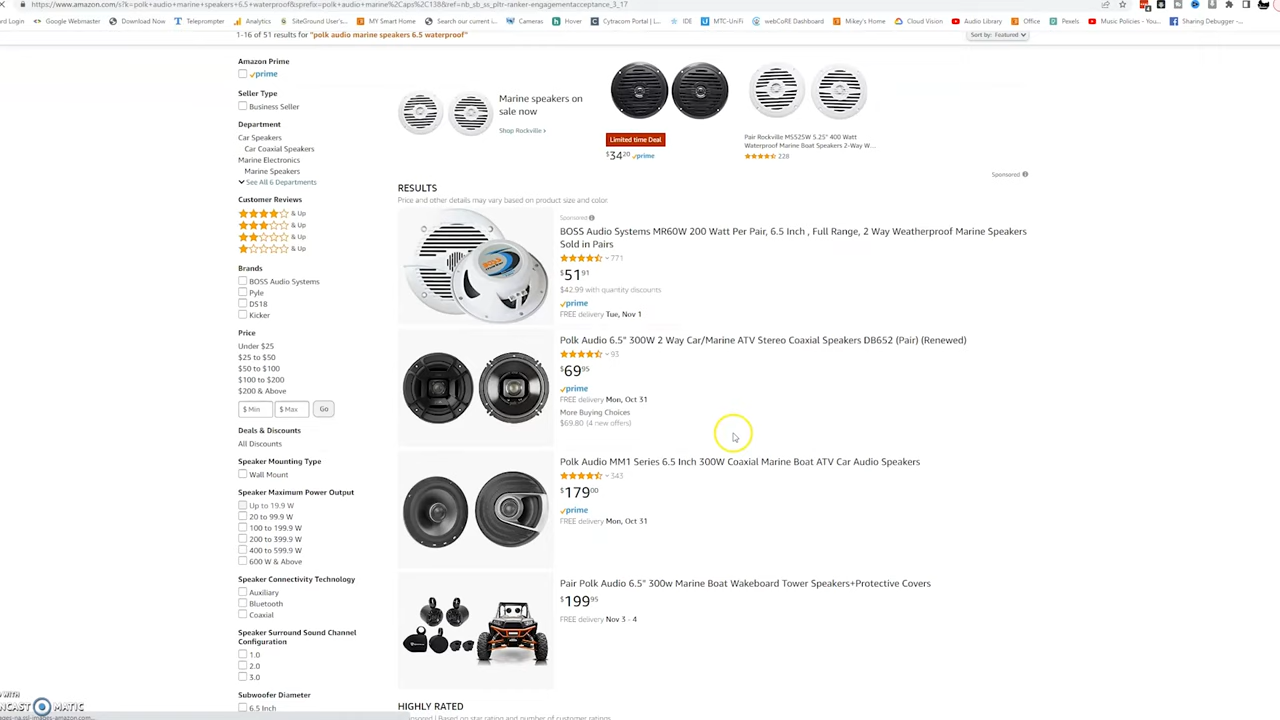 https://www.amazon.com/s?k=polk+audio+marine+speakers+6.5+waterproof&sprefix=polk+audio+marine%2Caps%2C138&ref=nb_sb_ss_pltr-ranker-engagementacceptance_3_17
rd Login
Google Webmaster
Download Now
Teleprompter
Analytics
SiteGround User's...
MY Smart Home
Search our current i...
Cameras
Hover
Cytracom Portal | L...
IDE
MTC-UniFi
webCoRE Dashboard
Mikey's Home
Cloud Vision
Audio Library
Office
Pexels
Music Policies - You...
Sharing Debugger -...
1-16 of 51 results for "polk audio marine speakers 6.5 waterproof"
Sort by: Featured
Amazon Prime
prime
Seller Type
Business Seller
Department
Car Speakers
Car Coaxial Speakers
Marine Electronics
Marine Speakers
See All 6 Departments
Customer Reviews
& Up
& Up
& Up
& Up
Brands
BOSS Audio Systems
Pyle
DS18
Kicker
Price
Under $25
$25 to $50
$50 to $100
$100 to $200
$200 & Above
$ Min
$ Max
Go
Deals & Discounts
All Discounts
Speaker Mounting Type
Wall Mount
Speaker Maximum Power Output
Up to 19.9 W
20 to 99.9 W
100 to 199.9 W
200 to 399.9 W
400 to 599.9 W
600 W & Above
Speaker Connectivity Technology
Auxiliary
Bluetooth
Coaxial
Speaker Surround Sound Channel
Configuration
1.0
2.0
3.0
Subwoofer Diameter
6.5 Inch
Marine speakers on
sale now
Shop Rockville ›
Limited time Deal
$34.20 prime
Pair Rockville MS525W 5.25" 400 Watt
Waterproof Marine Boat Speakers 2-Way W...
228
Sponsored
RESULTS
Price and other details may vary based on product size and color.
Sponsored
BOSS Audio Systems MR60W 200 Watt Per Pair, 6.5 Inch , Full Range, 2 Way Weatherproof Marine Speakers
Sold in Pairs
771
$51.91
$42.99 with quantity discounts
prime
FREE delivery Tue, Nov 1
Polk Audio 6.5" 300W 2 Way Car/Marine ATV Stereo Coaxial Speakers DB652 (Pair) (Renewed)
93
$69.95
prime
FREE delivery Mon, Oct 31
More Buying Choices
$69.80 (4 new offers)
Polk Audio MM1 Series 6.5 Inch 300W Coaxial Marine Boat ATV Car Audio Speakers
343
$179.00
prime
FREE delivery Mon, Oct 31
Pair Polk Audio 6.5" 300w Marine Boat Wakeboard Tower Speakers+Protective Covers
$199.95
FREE delivery Nov 3 - 4
HIGHLY RATED
Sponsored | Based on star rating and number of customer ratings
WITH
NCAST MATIC